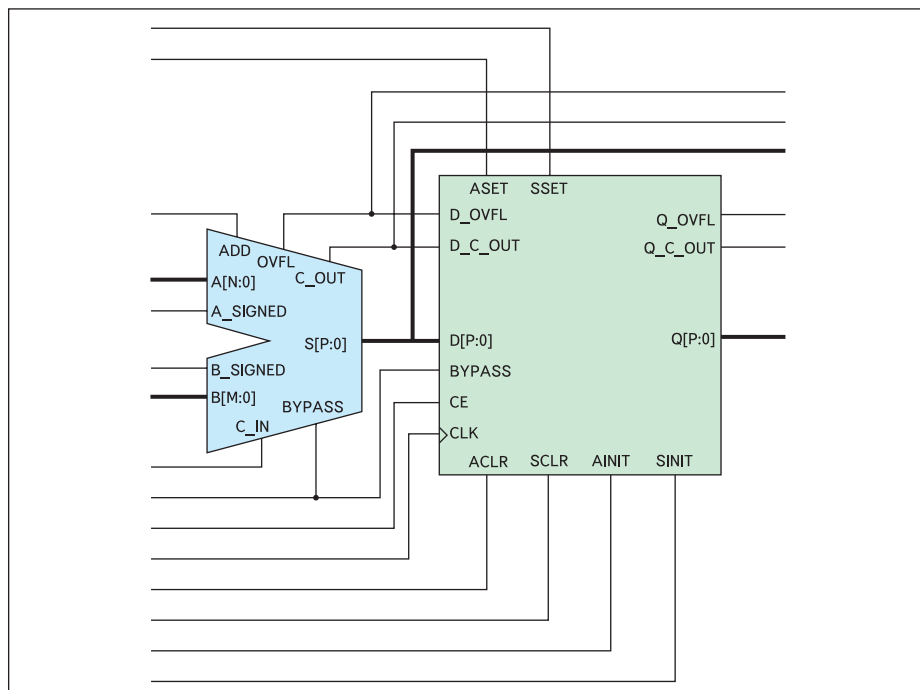 ASET SSET
D_OVFL
Q_OVFL
D_C_OUT
Q_C_OUT
ADD
OVFL
C_OUT
A[N:0]
A_SIGNED
S[P:0]
D[P:0]
Q[P:0]
B_SIGNED
BYPASS
B[M:0]
BYPASS
CE
C_IN
CLK
ACLR SCLR AINIT SINIT